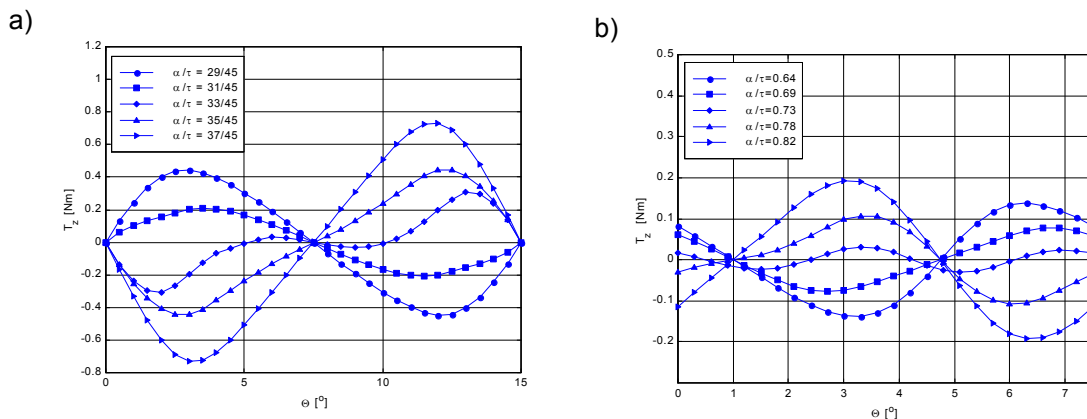 a)
1.2
1
0.8
0.6
0.4
0.2
0
-0.2
-0.4
-0.6
-0.8
T_z [Nm]
α/τ = 29/45
α/τ = 31/45
α/τ = 33/45
α/τ = 35/45
α/τ = 37/45
0 5 10 15
Θ [°]
b)
0.5
0.4
0.3
0.2
0.1
0
-0.1
-0.2
T_z [Nm]
α/τ=0.64
α/τ=0.69
α/τ=0.73
α/τ=0.78
α/τ=0.82
0 1 2 3 4 5 6 7
Θ [°]